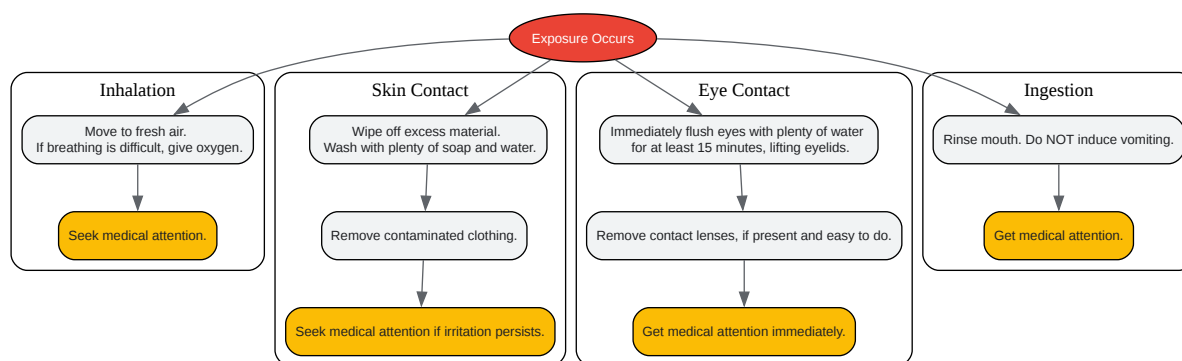 Exposure Occurs
Inhalation
Move to fresh air.
If breathing is difficult, give oxygen.
Seek medical attention.
Skin Contact
Wipe off excess material.
Wash with plenty of soap and water.
Remove contaminated clothing.
Seek medical attention if irritation persists.
Eye Contact
Immediately flush eyes with plenty of water
for at least 15 minutes, lifting eyelids.
Remove contact lenses, if present and easy to do.
Get medical attention immediately.
Ingestion
Rinse mouth. Do NOT induce vomiting.
Get medical attention.